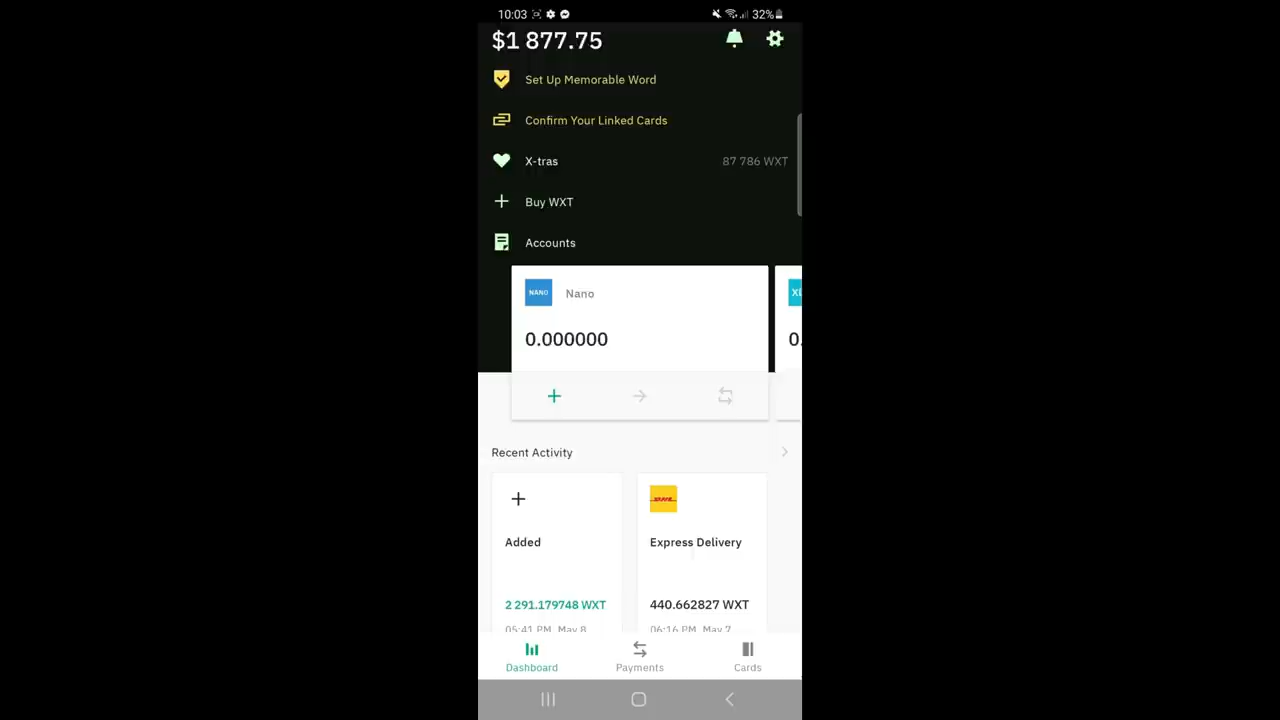 10:03 32%
$1 877.75
Set Up Memorable Word
Confirm Your Linked Cards
X-tras 87 786 WXT
Buy WXT
Accounts
NANO Nano
0.000000 0.
Recent Activity
Added Express Delivery
2 291.179748 WXT 440.662827 WXT
05:41 PM, May 8 06:16 PM, May 7
Dashboard Payments Cards